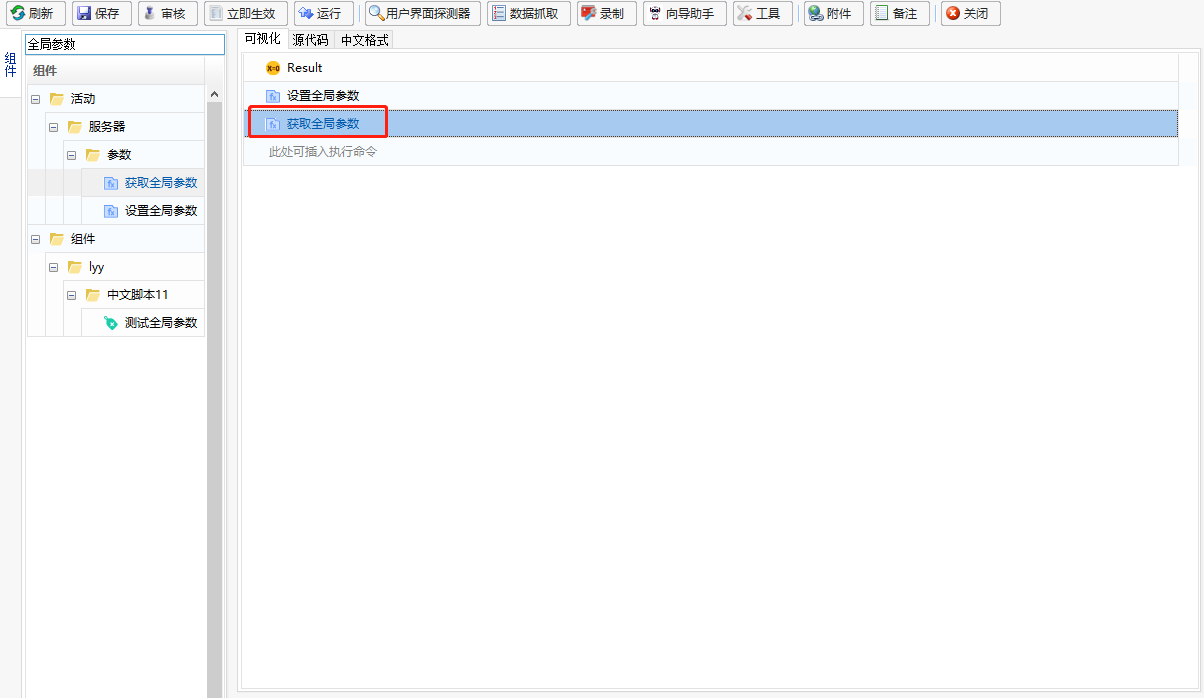 刷新 保存 审核 立即生效 运行 用户界面探测器 数据抓取 录制 向导助手 工具 附件 备注 关闭
组件
全局参数
组件
活动
服务器
参数
获取全局参数
设置全局参数
组件
lyy
中文脚本11
测试全局参数
可视化 源代码 中文格式
Result
设置全局参数
获取全局参数
此处可插入执行命令